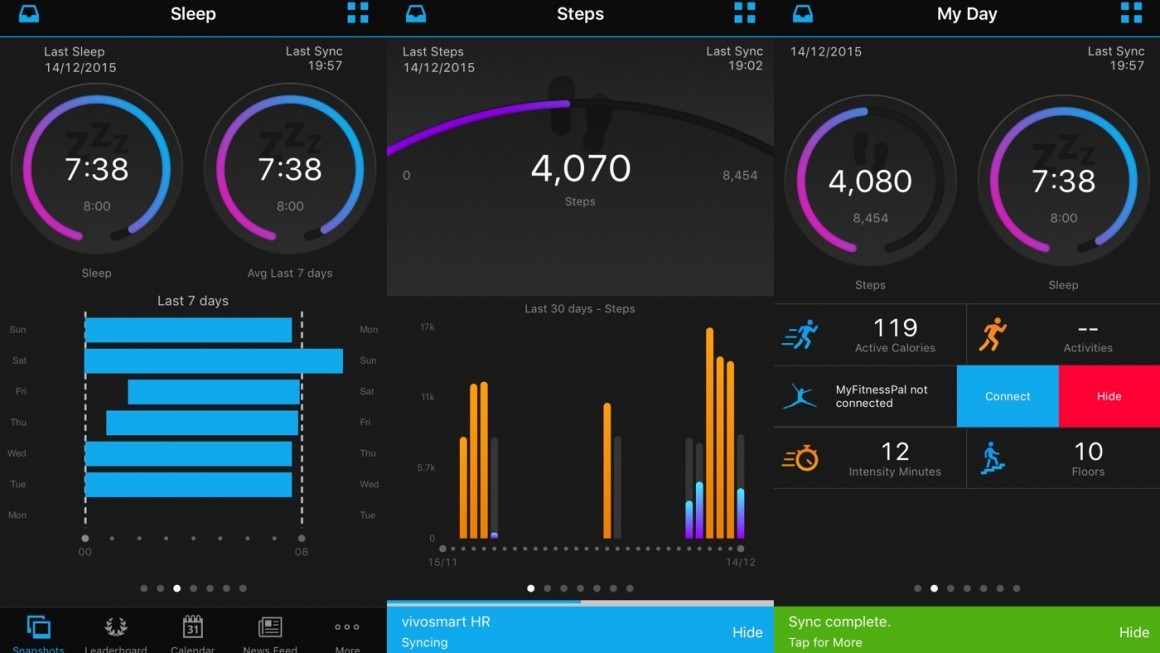 Sleep
Last Sleep
14/12/2015
Last Sync
19:57
7:38
8:00
Sleep
7:38
8:00
Avg Last 7 days
Last 7 days
Sun Mon
Sat Sun
Fri Sat
Thu Fri
Wed Thu
Tue Wed
Mon Tue
00 08
Snapshots
Leaderboard
31
Calendar
News Feed
More
Steps
Last Steps
14/12/2015
Last Sync
19:02
4,070
0 8,454
Steps
Last 30 days - Steps
17k
11k
5.7k
0
15/11 14/12
vivosmart HR
Syncing
Hide
My Day
14/12/2015
Last Sync
19:57
4,080
8,454
Steps
zzz
7:38
8:00
Sleep
119
Active Calories
--
Activities
MyFitnessPal not
connected
Connect
Hide
12
Intensity Minutes
10
Floors
Sync complete.
Tap for More
Hide